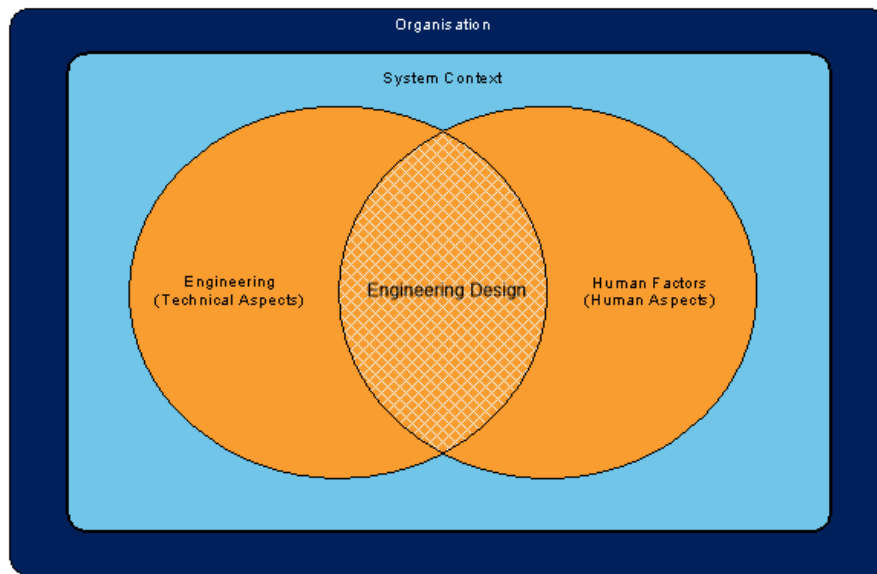 Organisation
System Context
Engineering
(Technical Aspects)
Engineering Design
Human Factors
(Human Aspects)